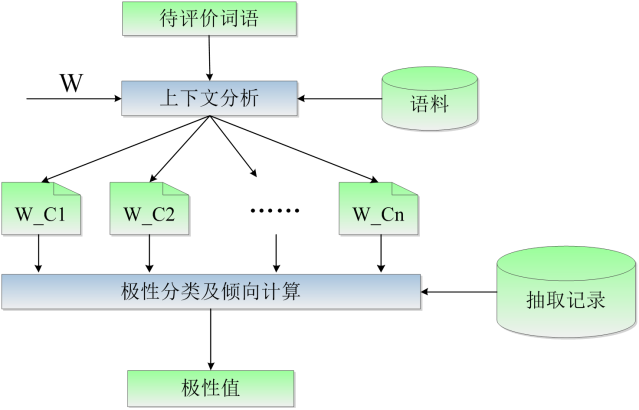 待评价词语
W
上下文分析
语料
W_C1
W_C2
……
W_Cn
极性分类及倾向计算
抽取记录
极性值